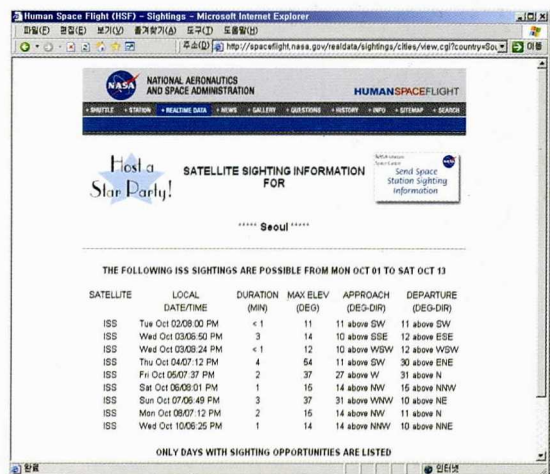 Human Space Flight (HSF) - Sightings - Microsoft Internet Explorer
파일(F) 편집(E) 보기(V) 즐겨찾기(A) 도구(T) 도움말(H)
주소(D) http://spaceflight.nasa.gov/realdata/sightings/cities/view.cgi?country=Sou 이동
NASA
NATIONAL AERONAUTICS
AND SPACE ADMINISTRATION
HUMANSPACEFLIGHT
+ SHUTTLE + STATION + REALTIME DATA + NEWS + GALLERY + QUESTIONS + HISTORY + INFO + SITEMAP + SEARCH
Host a
Star Party!
SATELLITE SIGHTING INFORMATION
FOR
Send Space
Station Sighting
Information
***** Seoul *****
THE FOLLOWING ISS SIGHTINGS ARE POSSIBLE FROM MON OCT 01 TO SAT OCT 13
SATELLITE LOCAL DURATION MAX ELEV APPROACH DEPARTURE
DATE/TIME (MIN) (DEG) (DEG-DIR) (DEG-DIR)
ISS Tue Oct 02/08:00 PM < 1 11 11 above SW 11 above SW
ISS Wed Oct 03/06:50 PM 3 14 10 above SSE 12 above ESE
ISS Wed Oct 03/08:24 PM < 1 12 10 above WSW 12 above WSW
ISS Thu Oct 04/07:12 PM 4 54 11 above SW 30 above ENE
ISS Fri Oct 05/07:37 PM 2 37 27 above W 31 above N
ISS Sat Oct 06/08:01 PM 1 15 14 above NW 15 above NNW
ISS Sun Oct 07/06:49 PM 3 37 31 above WNW 10 above NE
ISS Mon Oct 08/07:12 PM 2 15 14 above NW 11 above N
ISS Wed Oct 10/06:25 PM 1 15 14 above NNW 10 above NNE
ONLY DAYS WITH SIGHTING OPPORTUNITIES ARE LISTED
완료 인터넷